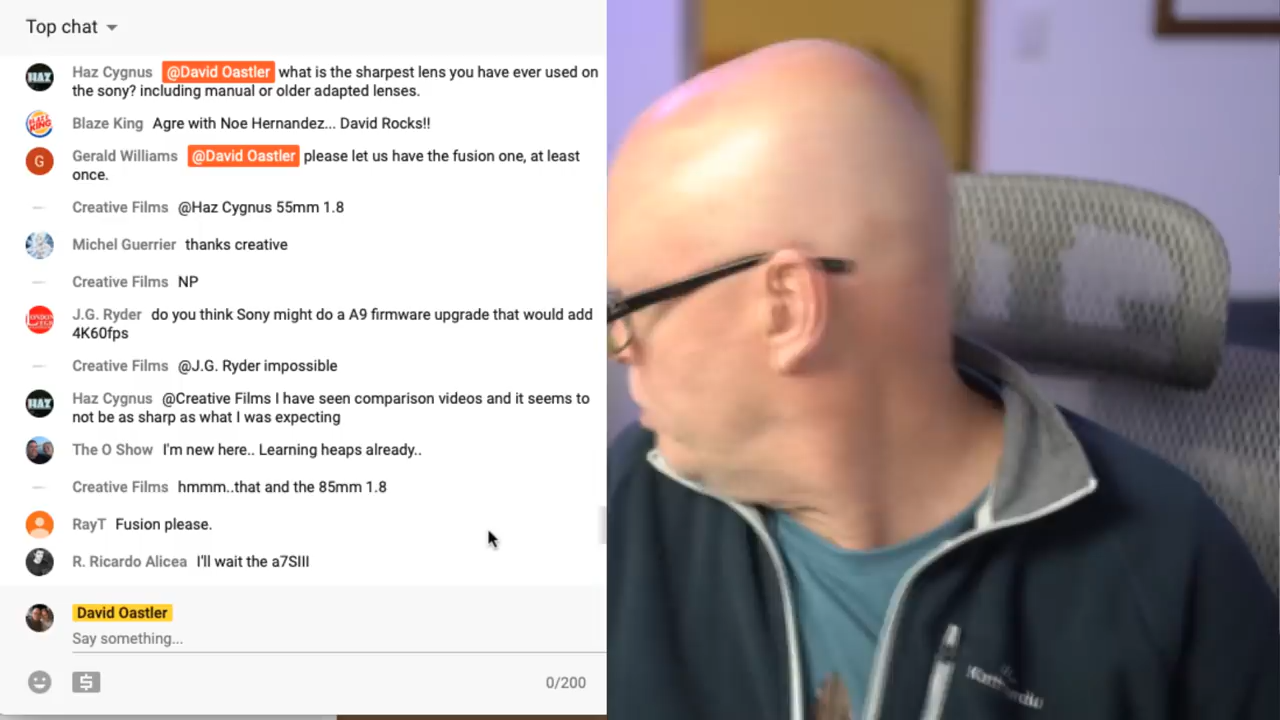 Top chat
HAZ
Haz Cygnus @David Oastler what is the sharpest lens you have ever used on
the sony? including manual or older adapted lenses.
Blaze King Agre with Noe Hernandez... David Rocks!!
G
Gerald Williams @David Oastler please let us have the fusion one, at least
once.
Creative Films @Haz Cygnus 55mm 1.8
Michel Guerrier thanks creative
Creative Films NP
J.G. Ryder do you think Sony might do a A9 firmware upgrade that would add
4K60fps
Creative Films @J.G. Ryder impossible
HAZ
Haz Cygnus @Creative Films I have seen comparison videos and it seems to
not be as sharp as what I was expecting
The O Show I'm new here.. Learning heaps already..
Creative Films hmmm..that and the 85mm 1.8
RayT Fusion please.
R. Ricardo Alicea I'll wait the a7SIII
David Oastler
Say something...
$
0/200